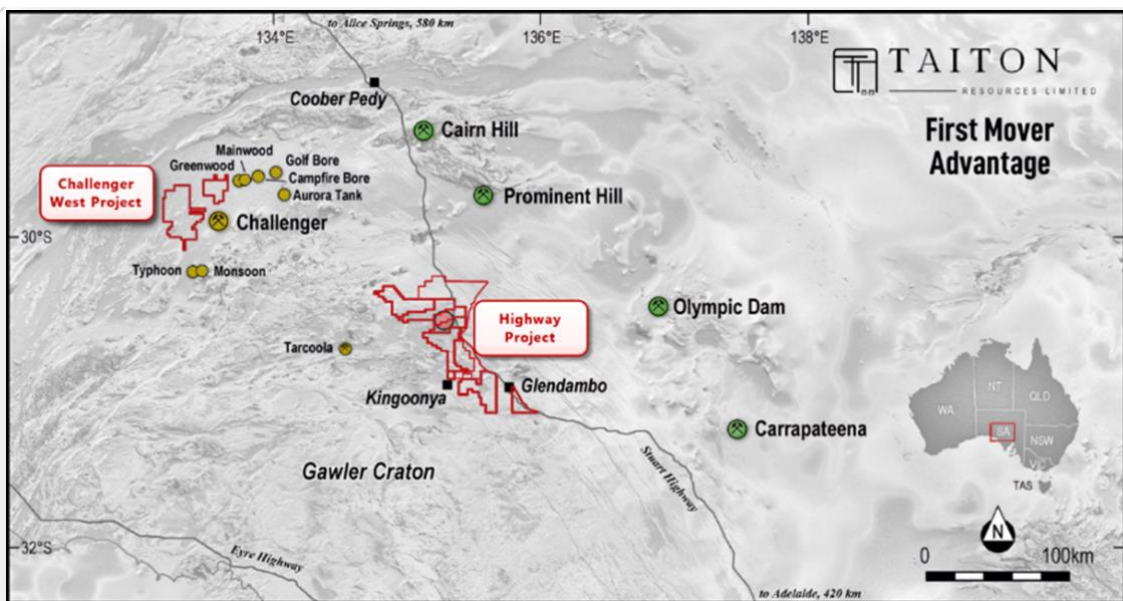 to Alice Springs, 580 km
134°E
136°E
138°E
TAITON
RESOURCES LIMITED
First Mover
Advantage
Coober Pedy
Cairn Hill
Mainwood
Golf Bore
Greenwood
Campfire Bore
Aurora Tank
Prominent Hill
Challenger
West Project
Challenger
30°S
Typhoon
Monsoon
Olympic Dam
Highway
Project
Tarcoola
Kingoonya
Glendambo
Carrapateena
Gawler Craton
Stuart Highway
WA
NT
QLD
SA
NSW
VIC
TAS
N
32°S
Eyre Highway
0
100km
to Adelaide, 420 km